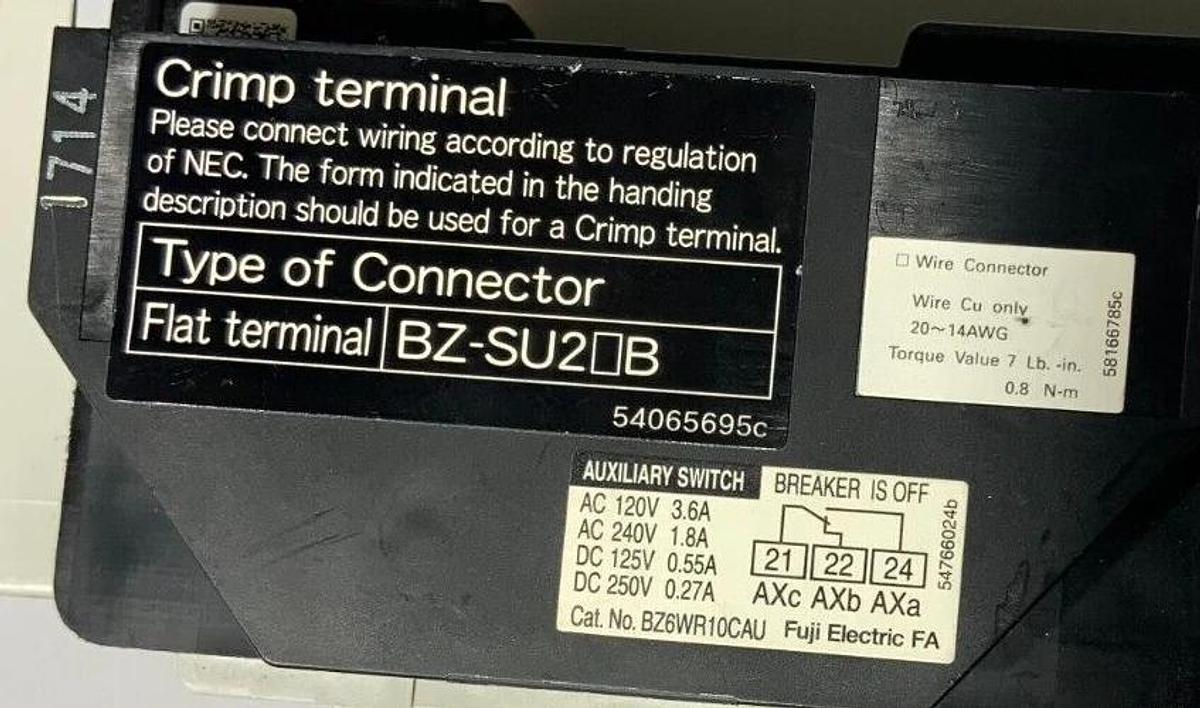 1714
Crimp terminal
Please connect wiring according to regulation
of NEC. The form indicated in the handing
description should be used for a Crimp terminal.
Type of Connector
Flat terminal BZ-SU2□B
54065695c
□ Wire Connector
Wire Cu only
20～14AWG
Torque Value 7 Lb. -in.
0.8 N-m
58166785c
AUXILIARY SWITCH
AC 120V 3.6A
AC 240V 1.8A
DC 125V 0.55A
DC 250V 0.27A
BREAKER IS OFF
21 22 24
AXc AXb AXa
54766024b
Cat. No. BZ6WR10CAU Fuji Electric FA